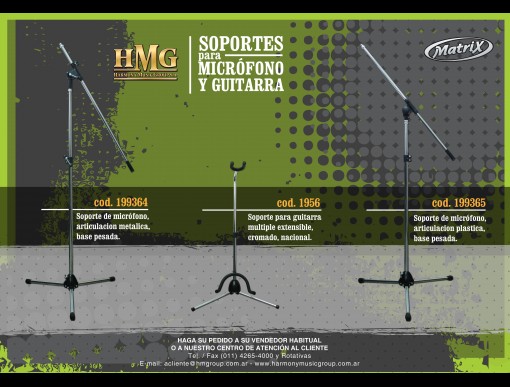 HMG
HARMONY MUSIC GROUP S.A.
SOPORTES
para
MICRÓFONO
Y GUITARRA
MatriX
cod. 199364
Soporte de micrófono,
articulacion metalica,
base pesada.
cod. 1956
Soporte para guitarra
multiple extensible,
cromado, nacional.
cod. 199365
Soporte de micrófono,
articulacion plastica,
base pesada.
HAGA SU PEDIDO A SU VENDEDOR HABITUAL
O A NUESTRO CENTRO DE ATENCIÓN AL CLIENTE
Tel. / Fax (011) 4265-4000 y Rotativas
E-mail: acliente@hmgroup.com.ar - www.harmonymusicgroup.com.ar